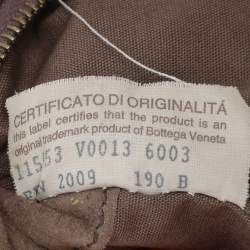 CERTIFICATO DI ORIGINALITÁ
this label certifies that the product is an
original trademark product of Bottega Veneta
V0013 6003
2009 190 B